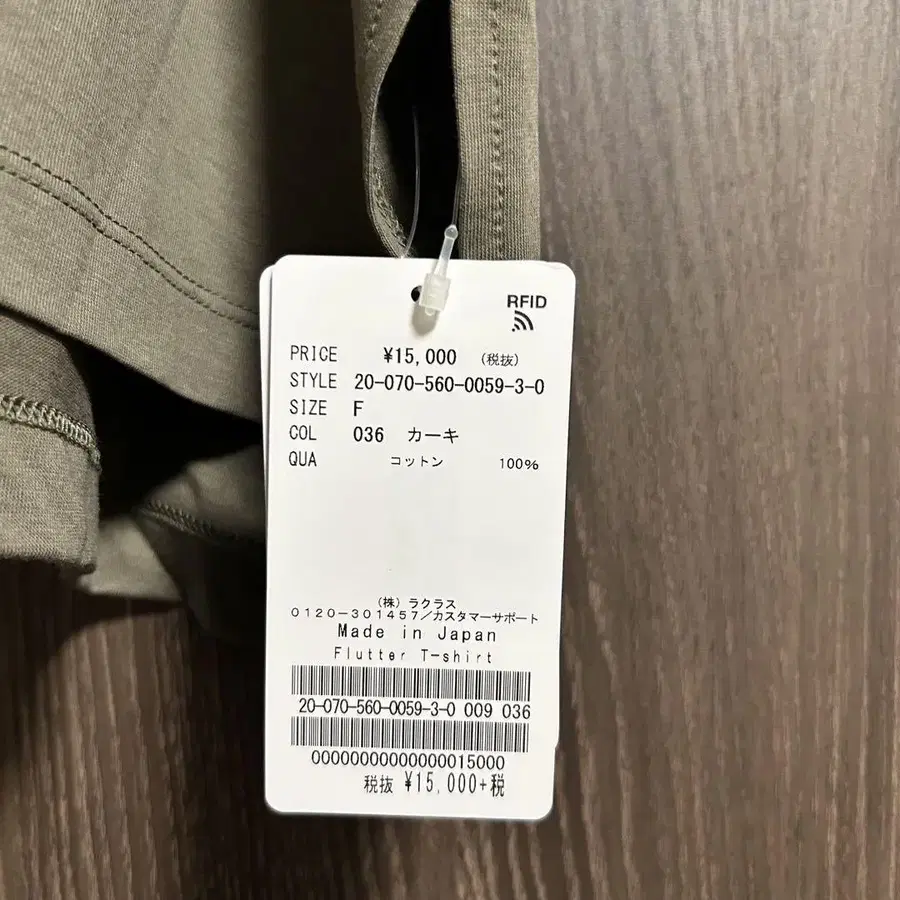 RFID
PRICE ¥15,000 (税抜)
STYLE 20-070-560-0059-3-0
SIZE F
COL 036 カーキ
QUA コットン 100%
(株) ラクラス
0120-301457/カスタマーサポート
Made in Japan
Flutter T-shirt
20-070-560-0059-3-0 009 036
00000000000000015000
税抜 ¥15,000+税